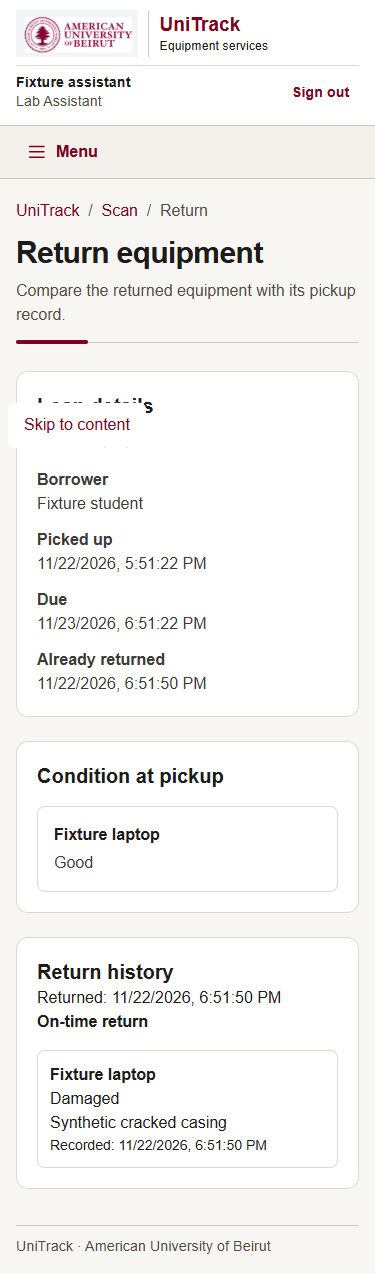 AMERICAN
UNIVERSITY
OF BEIRUT
UniTrack
Equipment services
Fixture assistant
Lab Assistant
Sign out
Menu
UniTrack / Scan / Return
Return equipment
Compare the returned equipment with its pickup
record.
Skip to content
Borrower
Fixture student
Picked up
11/22/2026, 5:51:22 PM
Due
11/23/2026, 6:51:22 PM
Already returned
11/22/2026, 6:51:50 PM
Condition at pickup
Fixture laptop
Good
Return history
Returned: 11/22/2026, 6:51:50 PM
On-time return
Fixture laptop
Damaged
Synthetic cracked casing
Recorded: 11/22/2026, 6:51:50 PM
UniTrack · American University of Beirut